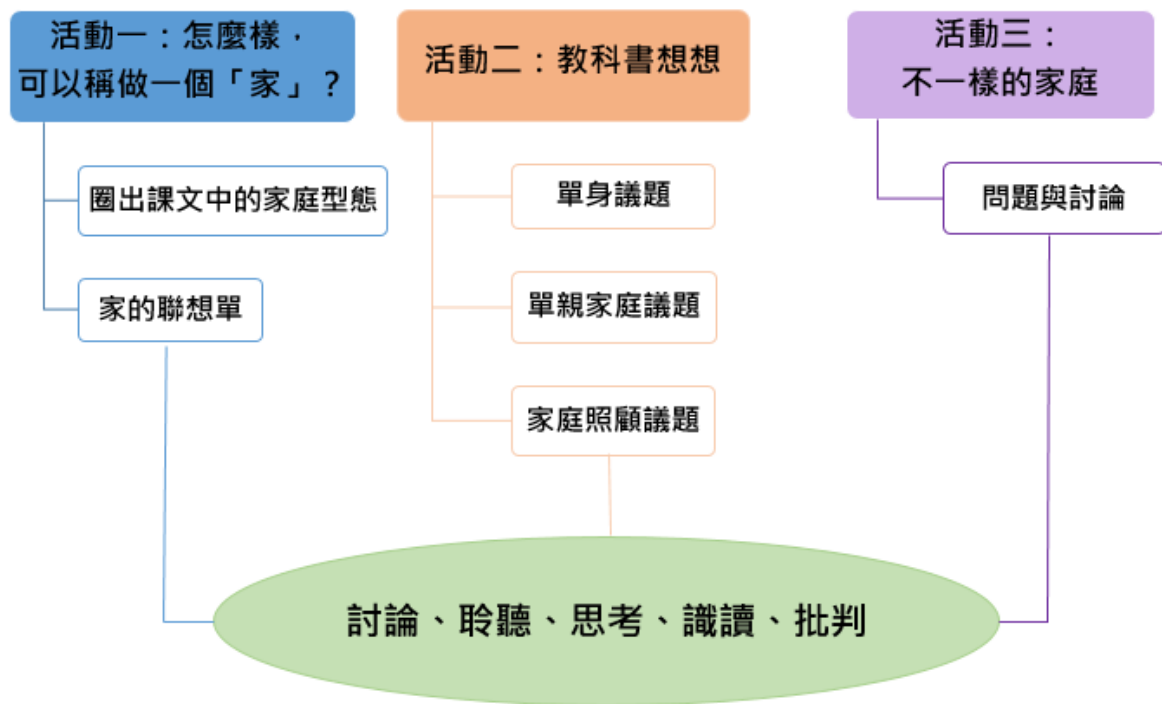 活動一：怎麼�，
可以稱做一個「家」？
圈出課文中的家庭型態
家的聯想單
活動二：教科書想想
單身議題
單親家庭議題
家庭照顧議題
活動三：
不一樣的家庭
問題與討論
討論、聆聽、思考、識讀、批判